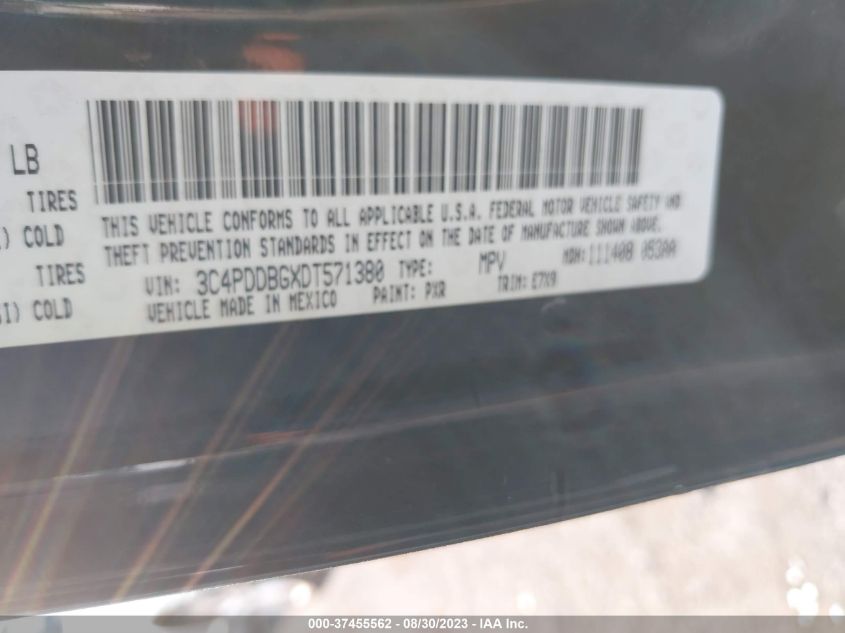 LB
TIRES
) COLD
TIRES
SI) COLD
THIS VEHICLE CONFORMS TO ALL APPLICABLE U.S.A. FEDERAL MOTOR VEHICLE SAFETY AND
THEFT PREVENTION STANDARDS IN EFFECT ON THE DATE OF MANUFACTURE SHOWN ABOVE.
VIN: 3C4PDDBGXDT571380 TYPE: MPV MDH: 111408 053AA
VEHICLE MADE IN MEXICO PAINT: PXR TRIM: E7X9
000-37455562 - 08/30/2023 - IAA Inc.